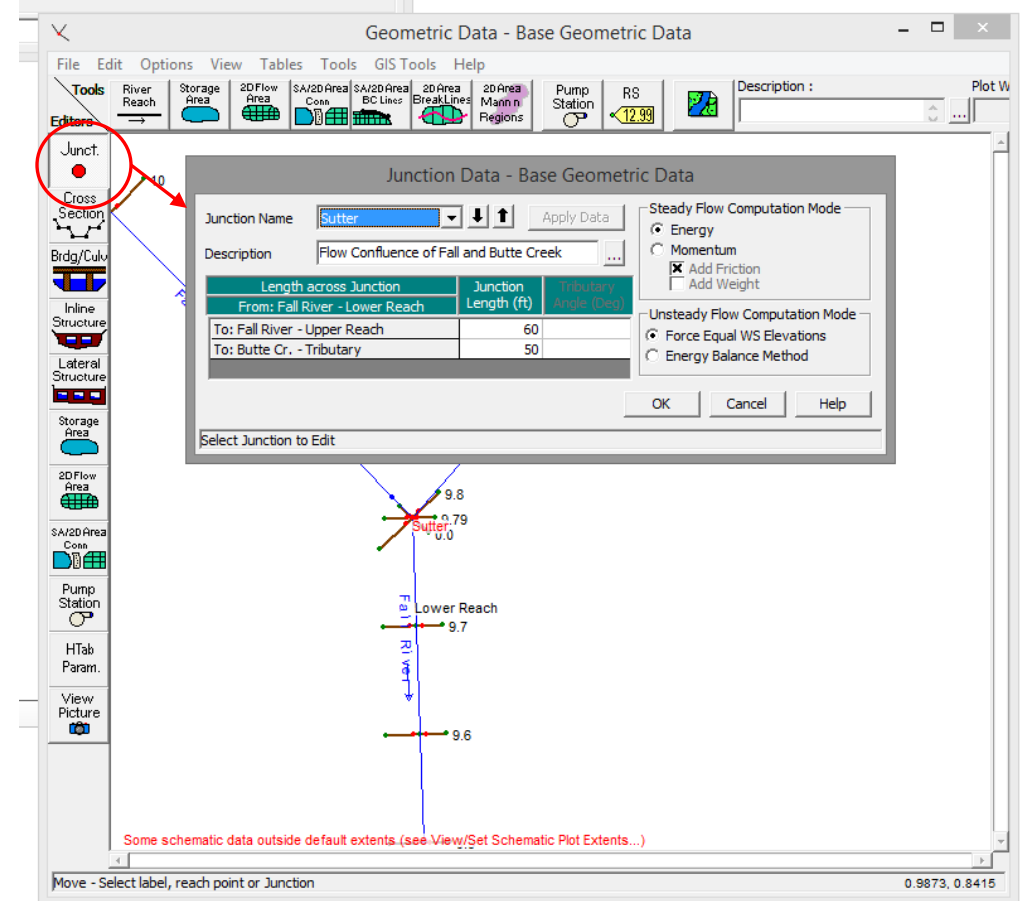 Geometric Data - Base Geometric Data
File Edit Options View Tables Tools GIS Tools Help
Tools
Editors
River
Reach
Storage
Area
2D Flow
Area
SA/2D Area
Conn
SA/2D Area
BC Lines
2D Area
BreakLines
2D Area
Mann n
Regions
Pump
Station
RS
12.99
Description :
...
Plot W
Junct.
Cross
Section
Brdg/Culv
Inline
Structure
Lateral
Structure
Storage
Area
2D Flow
Area
SA/2D Area
Conn
Pump
Station
HTab
Param.
View
Picture
10
Junction Data - Base Geometric Data
Junction Name
Sutter
Apply Data
Description
Flow Confluence of Fall and Butte Creek
...
Length across Junction
Junction
Tributary
From: Fall River - Lower Reach
Length (ft)
Angle (Deg)
To: Fall River - Upper Reach 60
To: Butte Cr. - Tributary 50
Steady Flow Computation Mode
Energy
Momentum
Add Friction
Add Weight
Unsteady Flow Computation Mode
Force Equal WS Elevations
Energy Balance Method
OK Cancel Help
Select Junction to Edit
9.8
9.79
Sutter
0.0
Lower Reach
9.7
Fall River
9.6
Some schematic data outside default extents (see View/Set Schematic Plot Extents...)
Move - Select label, reach point or Junction
0.9873, 0.8415